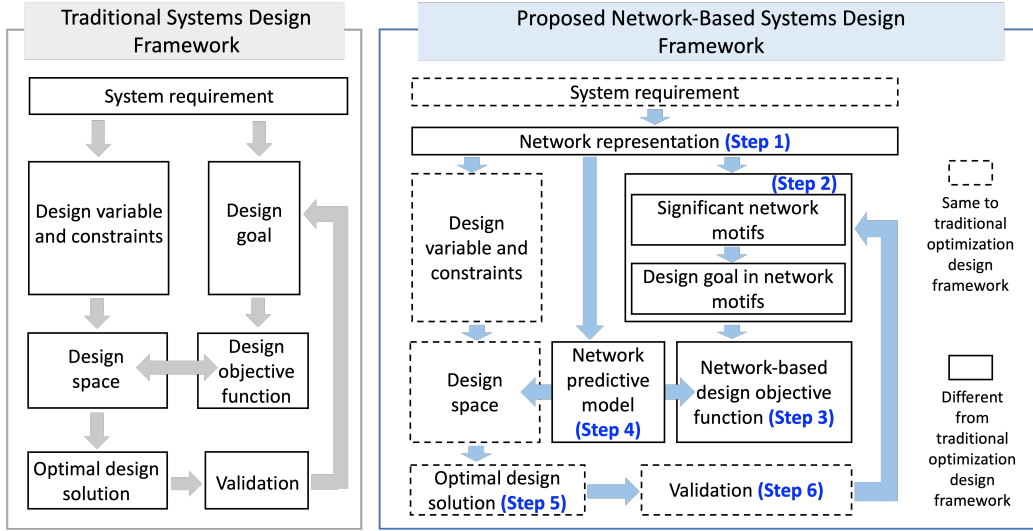 Traditional Systems Design
Framework
System requirement
Design variable
and constraints
Design
goal
Design
space
Design
objective
function
Optimal design
solution
Validation
Proposed Network-Based Systems Design
Framework
System requirement
Network representation (Step 1)
Design
variable and
constraints
(Step 2)
Significant network
motifs
Design goal in network
motifs
Design
space
Network
predictive
model
(Step 4)
Network-based
design objective
function (Step 3)
Optimal design
solution (Step 5)
Validation (Step 6)
Same to
traditional
optimization
design
framework
Different
from
traditional
optimization
design
framework